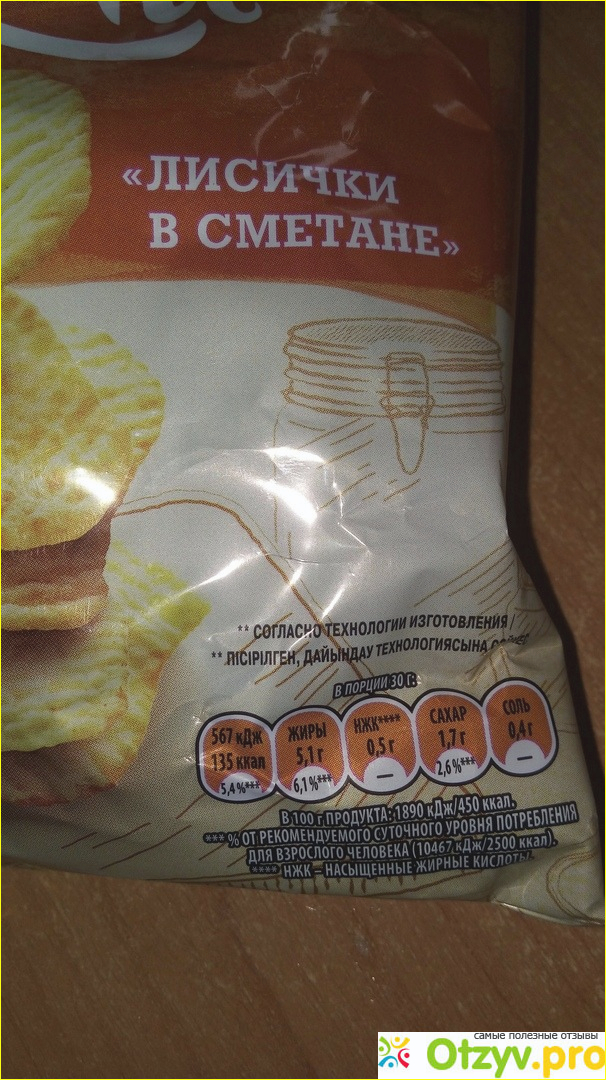 «ЛИСИЧКИ
В СМЕТАНЕ»
** СОГЛАСНО ТЕХНОЛОГИИ ИЗГОТОВЛЕНИЯ /
** ПІСІРІЛГЕН, ДАЙЫНДАУ ТЕХНОЛОГИЯСЫНА
В ПОРЦИИ 30 Г:
567 кДж
135 ккал
5,4%***
ЖИРЫ
5,1 г
6,1%***
НЖК****
0,5 г
–
САХАР
1,7 г
2,6%***
СОЛЬ
0,4 г
–
В 100 г ПРОДУКТА: 1890 кДж/450 ккал.
*** % ОТ РЕКОМЕНДУЕМОГО СУТОЧНОГО УРОВНЯ ПОТРЕБЛЕНИЯ
ДЛЯ ВЗРОСЛОГО ЧЕЛОВЕКА (10467 кДж/2500 ккал).
**** НЖК – НАСЫЩЕННЫЕ ЖИРНЫЕ КИСЛОТЫ.
самые полезные отзывы
Otzyv.pro